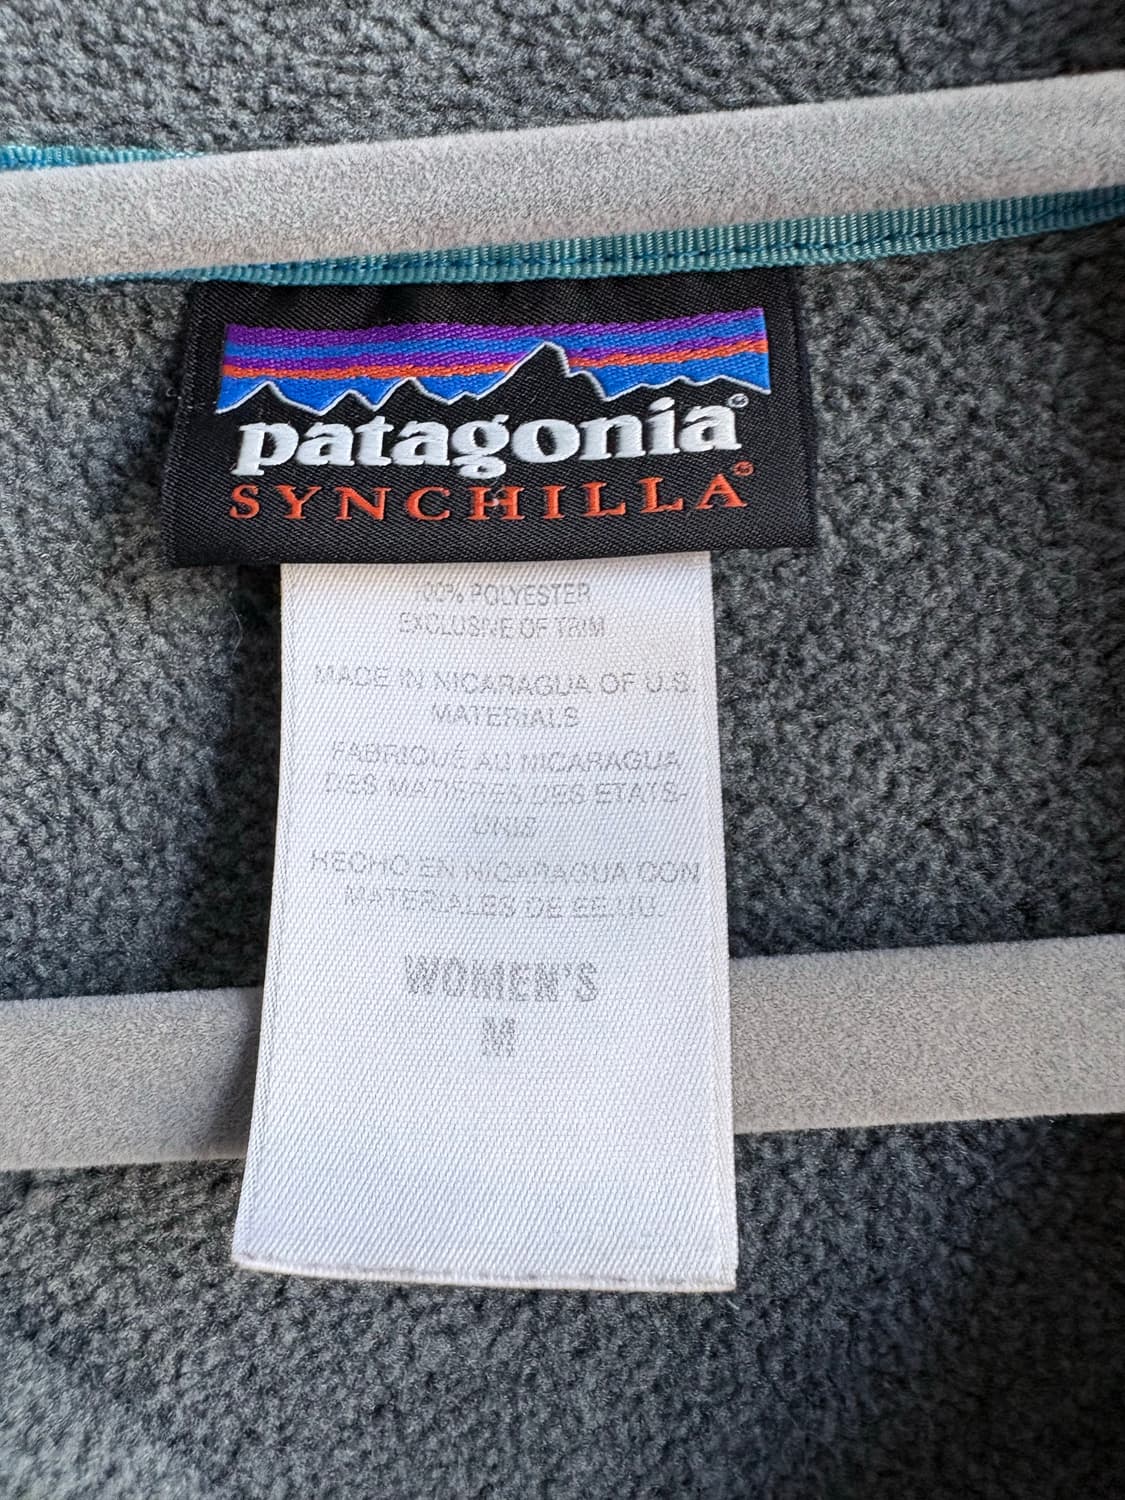 patagonia®
SYNCHILLA®
100% POLYESTER
EXCLUSIVE OF TRIM
MADE IN NICARAGUA OF U.S.
MATERIALS
FABRIQUÉ AU NICARAGUA
DES MATIERES DES ETATS-
UNIS
HECHO EN NICARAGUA CON
MATERIALES DE EE.UU.
WOMEN'S
M